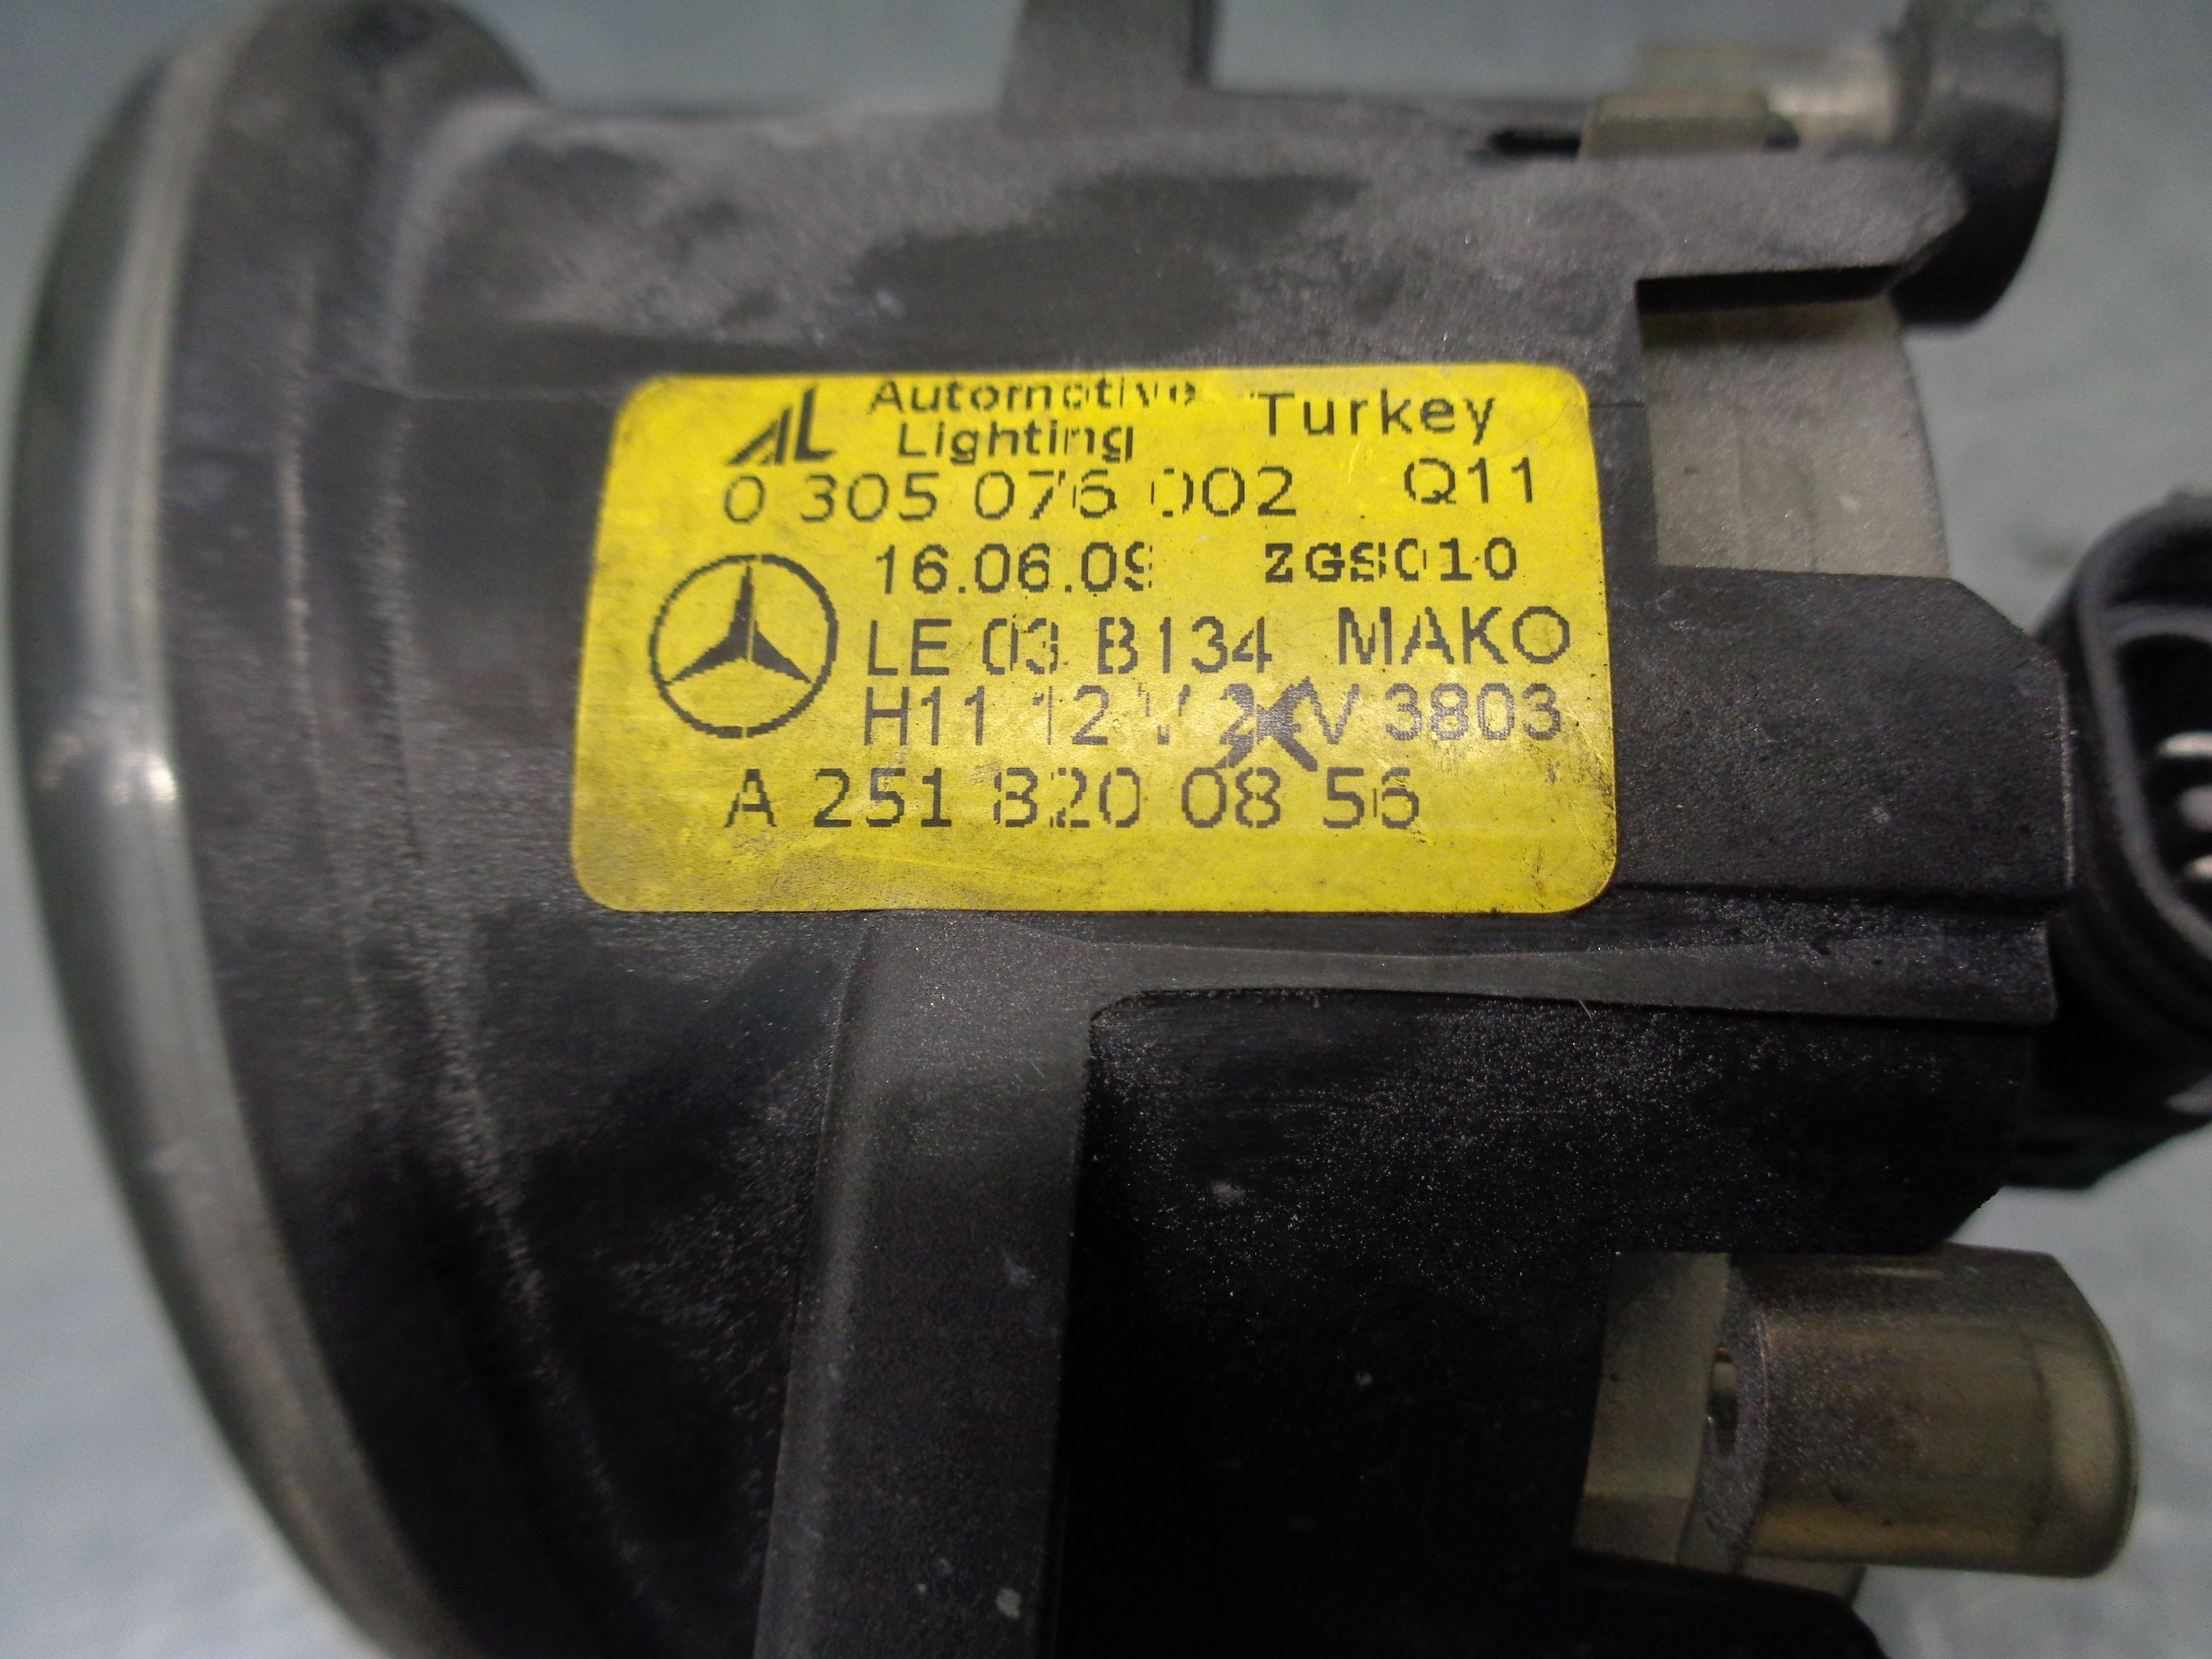 AL Automotive Lighting Turkey
0 305 076 002 Q11
16.06.09 ZGS010
LE 03 B134 MAKO
H11 12 V 3803
A 251 820 08 56